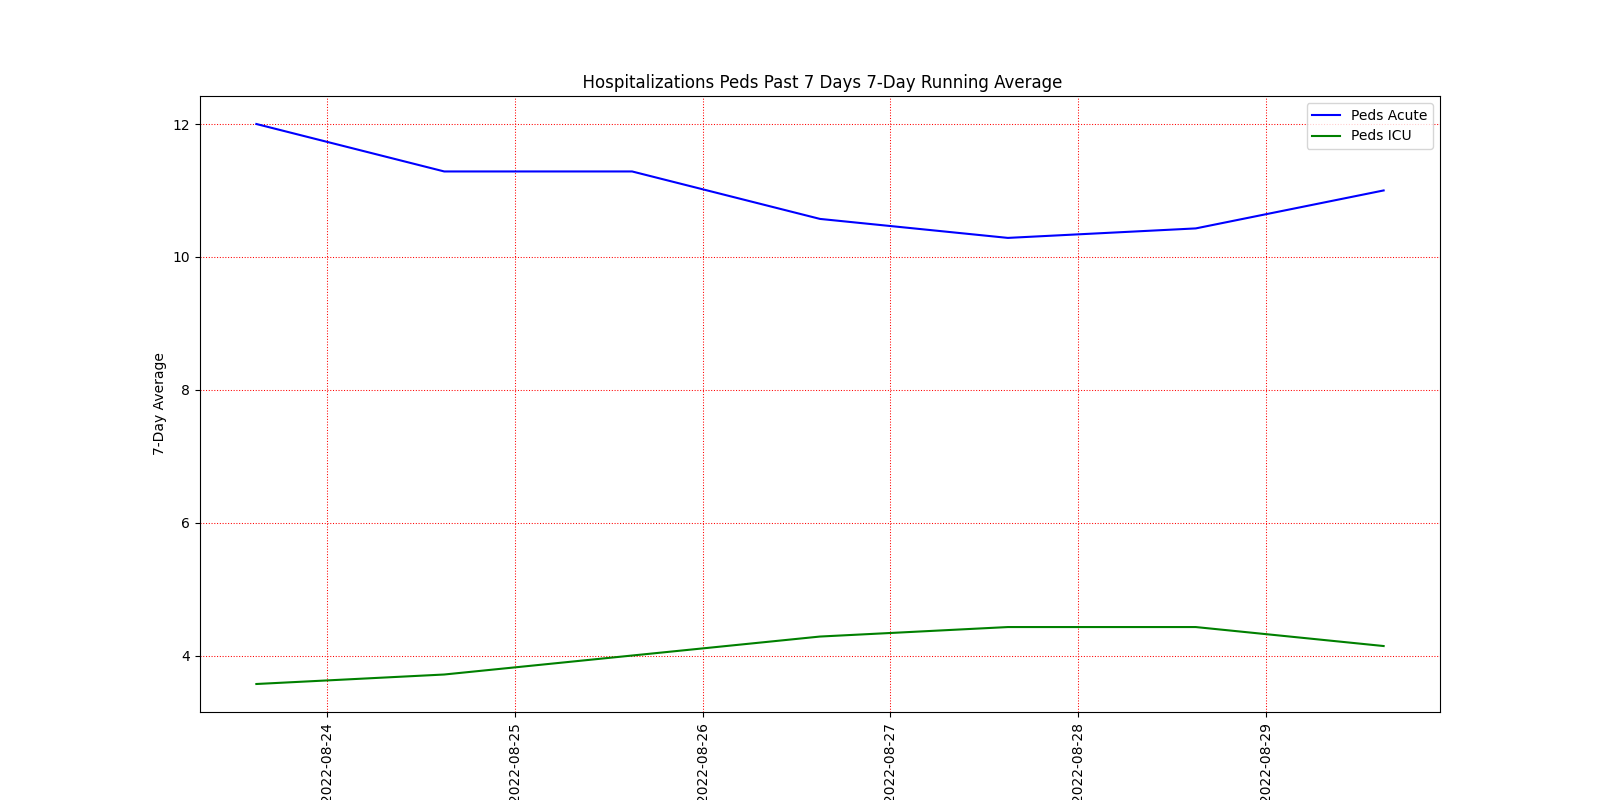 Hospitalizations Peds Past 7 Days 7-Day Running Average
Peds Acute
Peds ICU
7-Day Average
12
10
8
6
4
2022-08-24
2022-08-25
2022-08-26
2022-08-27
2022-08-28
2022-08-29